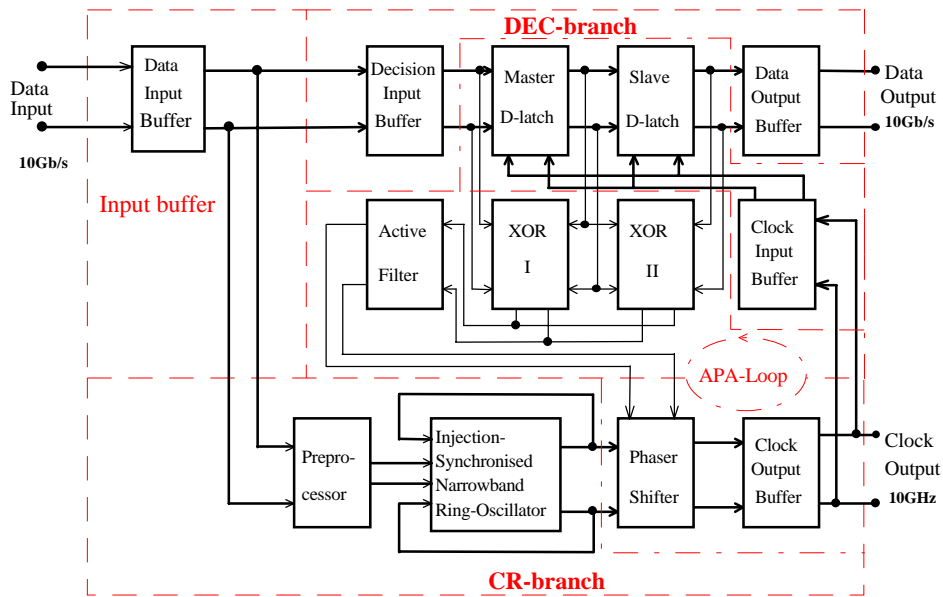 DEC-branch
Data
Input
10Gb/s
Data
Input
Buffer
Decision
Input
Buffer
Master
D-latch
Slave
D-latch
Data
Output
Buffer
Data
Output
10Gb/s
Input buffer
Active
Filter
XOR
I
XOR
II
Clock
Input
Buffer
APA-Loop
Prepro-
cessor
Injection-
Synchronised
Narrowband
Ring-Oscillator
Phaser
Shifter
Clock
Output
Buffer
Clock
Output
10GHz
CR-branch